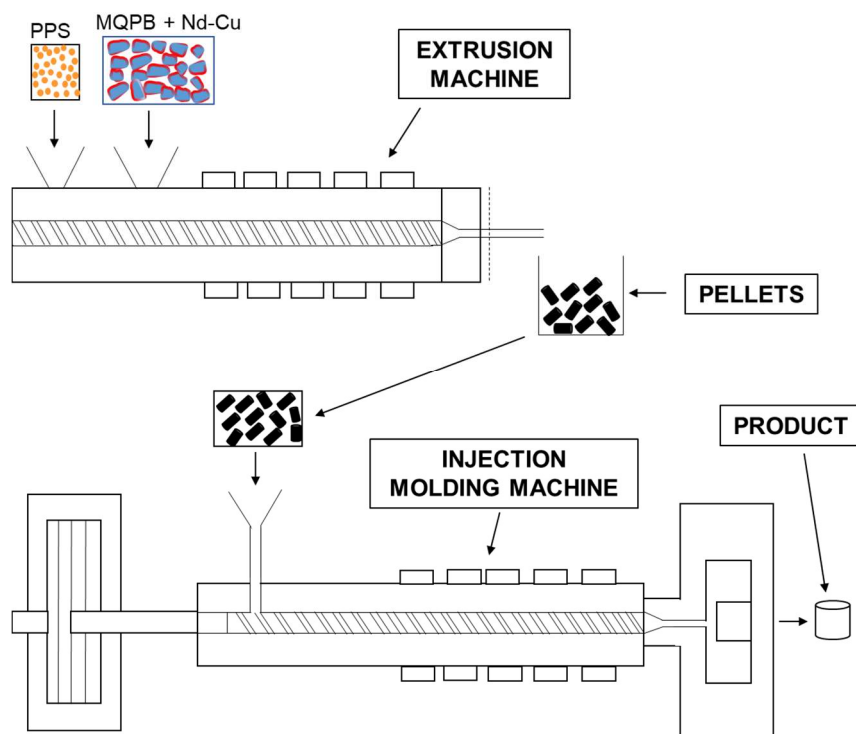 PPS
MQPB + Nd-Cu
EXTRUSION
MACHINE
PELLETS
PRODUCT
INJECTION
MOLDING MACHINE